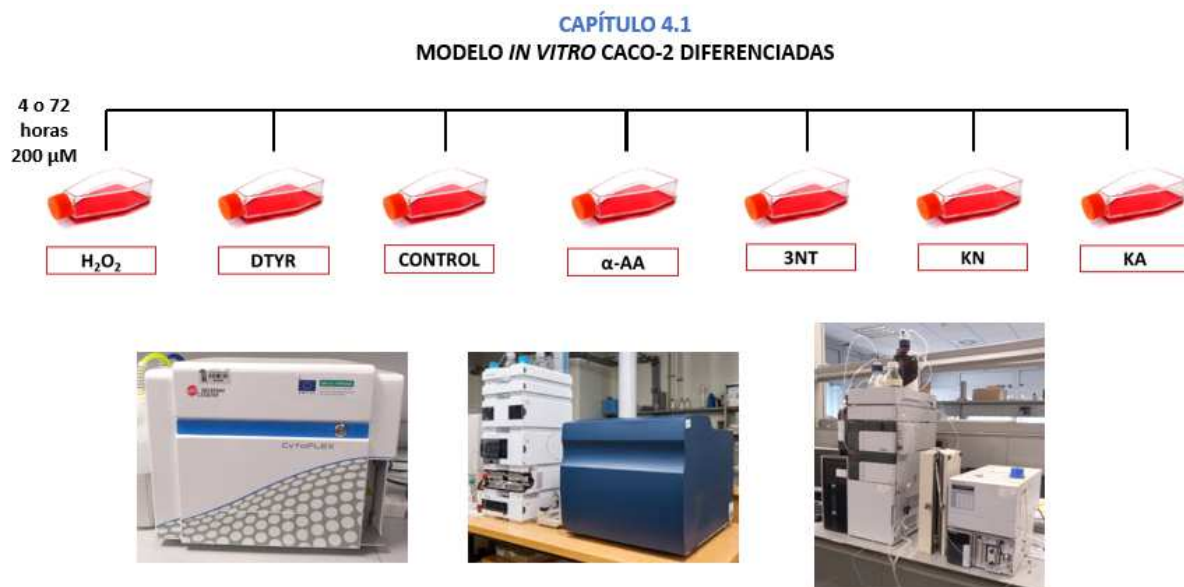 CAPÍTULO 4.1
MODELO IN VITRO CACO-2 DIFERENCIADAS
4 o 72
horas
200 µM
H₂O₂
DTYR
CONTROL
α-AA
3NT
KN
KA
CytoFLEX